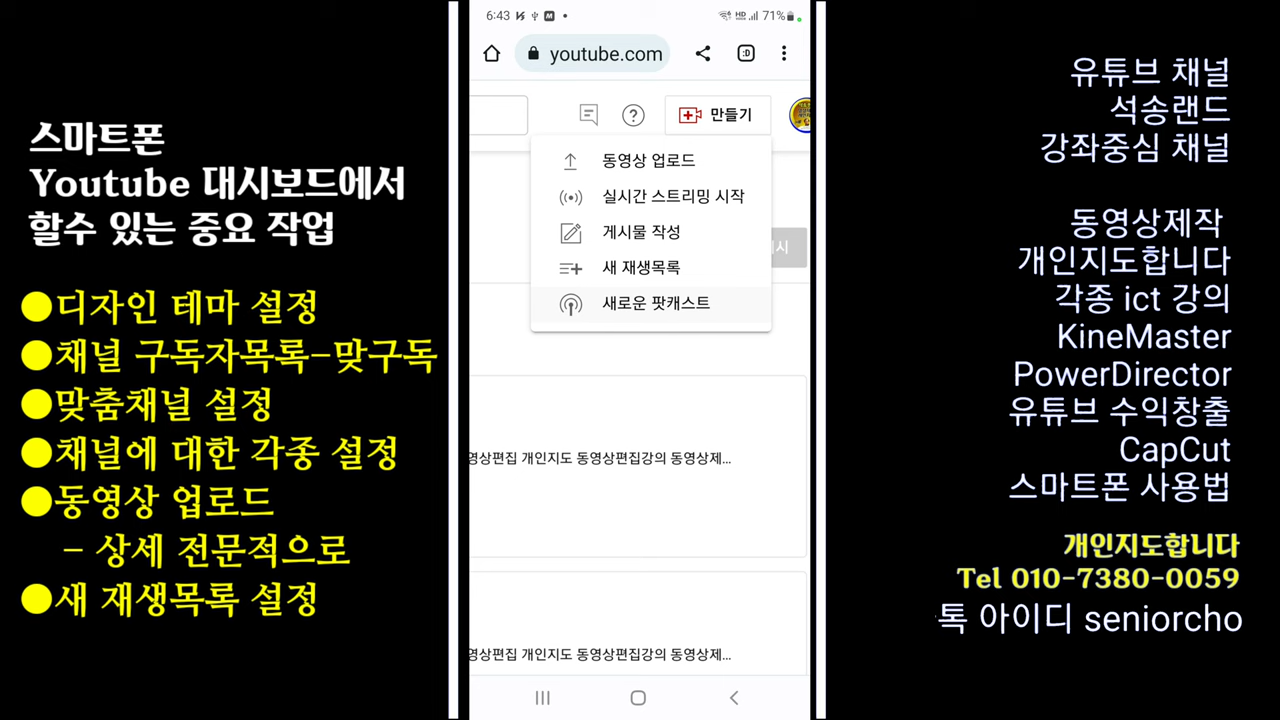 스마트폰
Youtube 대시보드에서
할수 있는 중요 작업
●디자인 테마 설정
●채널 구독자목록-맞구독
●맞춤채널 설정
●채널에 대한 각종 설정
●동영상 업로드
- 상세 전문적으로
●새 재생목록 설정
6:43
71%
youtube.com
:D
만들기
동영상 업로드
실시간 스트리밍 시작
게시물 작성
새 재생목록
새로운 팟캐스트
영상편집 개인지도 동영상편집강의 동영상제...
영상편집 개인지도 동영상편집강의 동영상제...
유튜브 채널
석송랜드
강좌중심 채널
동영상제작
개인지도합니다
각종 ict 강의
KineMaster
PowerDirector
유튜브 수익창출
CapCut
스마트폰 사용법
개인지도합니다
Tel 010-7380-0059
톡 아이디 seniorcho